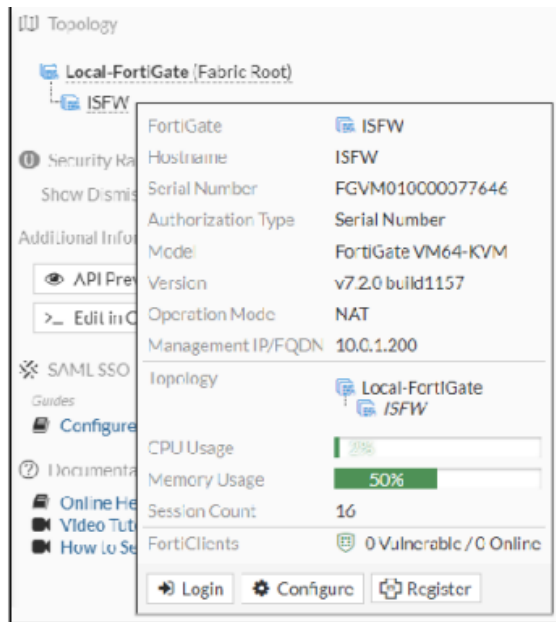 Topology
Local-FortiGate (Fabric Root)
ISFW
FortiGate ISFW
Hostname ISFW
Serial Number FGVM010000077646
Authorization Type Serial Number
Model FortiGate VM64-KVM
Version v7.2.0 build1157
Operation Mode NAT
Management IP/FQDN 10.0.1.200
Topology Local-FortiGate
ISFW
CPU Usage
Memory Usage 50%
Session Count 16
FortiClients 0 Vulnerable / 0 Online
Login Configure Register
Security Ra
Show Dismis
Additional Infor
API Prev
>_ Edit in C
SAML SSO
Guides
Configure
Documenta
Online He
Video Tut
How to Se